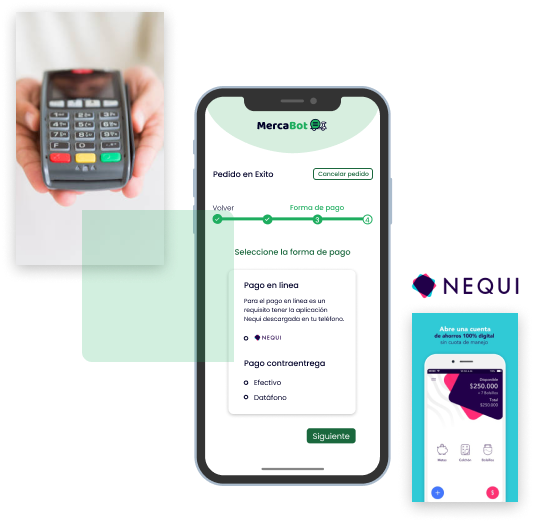 MercaBot
Pedido en Exito
Cancelar pedido
Volver
Forma de pago
3
4
Seleccione la forma de pago
Pago en línea
Para el pago en línea es un
requisito tener la aplicación
Nequi descargada en tu teléfono.
NEQUI
Pago contraentrega
Efectivo
Datáfono
Siguiente
NEQUI
Abre una cuenta
de ahorros 100% digital
sin cuota de manejo
Disponible
$250.000
Total
$250.000
Metas
Colchón
Bolsillos
+
$